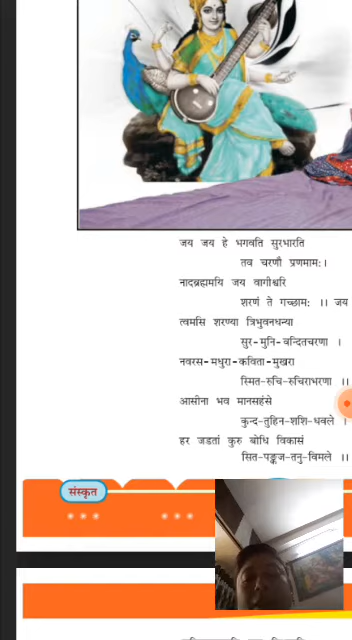 जय जय हे भगवति सुरभारति
तव चरणौ प्रणमामः।
नादब्रह्ममयि जय वागीश्वरि
शरणं ते गच्छामः ।। जय
त्वमसि शरण्या त्रिभुवनधन्या
सुर-मुनि-वन्दितचरणा ।
नवरस-मधुरा-कविता-मुखरा
स्मित-रुचि-रुचिराभरणा ।।
आसीना भव मानसहंसे
कुन्द-तुहिन-शशि-धवले ।
हर जडतां कुरु बोधि विकासं
सित-पङ्कज-तनु-विमले ।।
संस्कृत